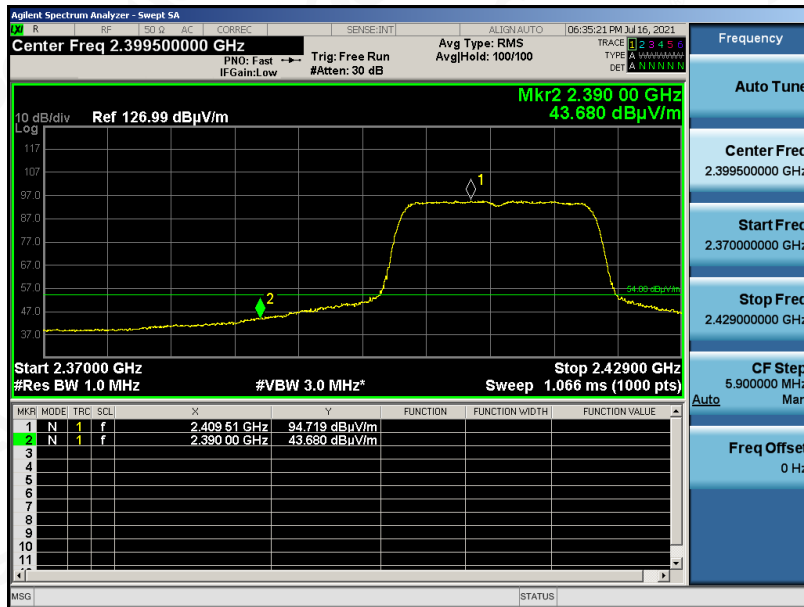 Agilent Spectrum Analyzer - Swept SA
LXI R RF 50 Ω AC CORREC SENSE:INT ALIGN AUTO 06:35:21 PM Jul 16, 2021
Center Freq 2.399500000 GHz
PNO: Fast
IFGain:Low
Trig: Free Run
#Atten: 30 dB
Avg Type: RMS
Avg|Hold: 100/100
TRACE 1 2 3 4 5 6
TYPE A WWWWW
DET A N N N N N
Mkr2 2.390 00 GHz
43.680 dBµV/m
10 dB/div Ref 126.99 dBµV/m
Log
117
107
97.0
87.0
77.0
67.0
57.0
47.0
37.0
1
2
54.00 dBµV/m
Start 2.37000 GHz Stop 2.42900 GHz
#Res BW 1.0 MHz #VBW 3.0 MHz* Sweep 1.066 ms (1000 pts)
MKR MODE TRC SCL X Y FUNCTION FUNCTION WIDTH FUNCTION VALUE
1 N 1 f 2.409 51 GHz 94.719 dBµV/m
2 N 1 f 2.390 00 GHz 43.680 dBµV/m
3
4
5
6
7
8
9
10
11
MSG STATUS
Frequency
Auto Tune
Center Freq
2.399500000 GHz
Start Freq
2.370000000 GHz
Stop Freq
2.429000000 GHz
CF Step
5.900000 MHz
Auto Man
Freq Offset
0 Hz